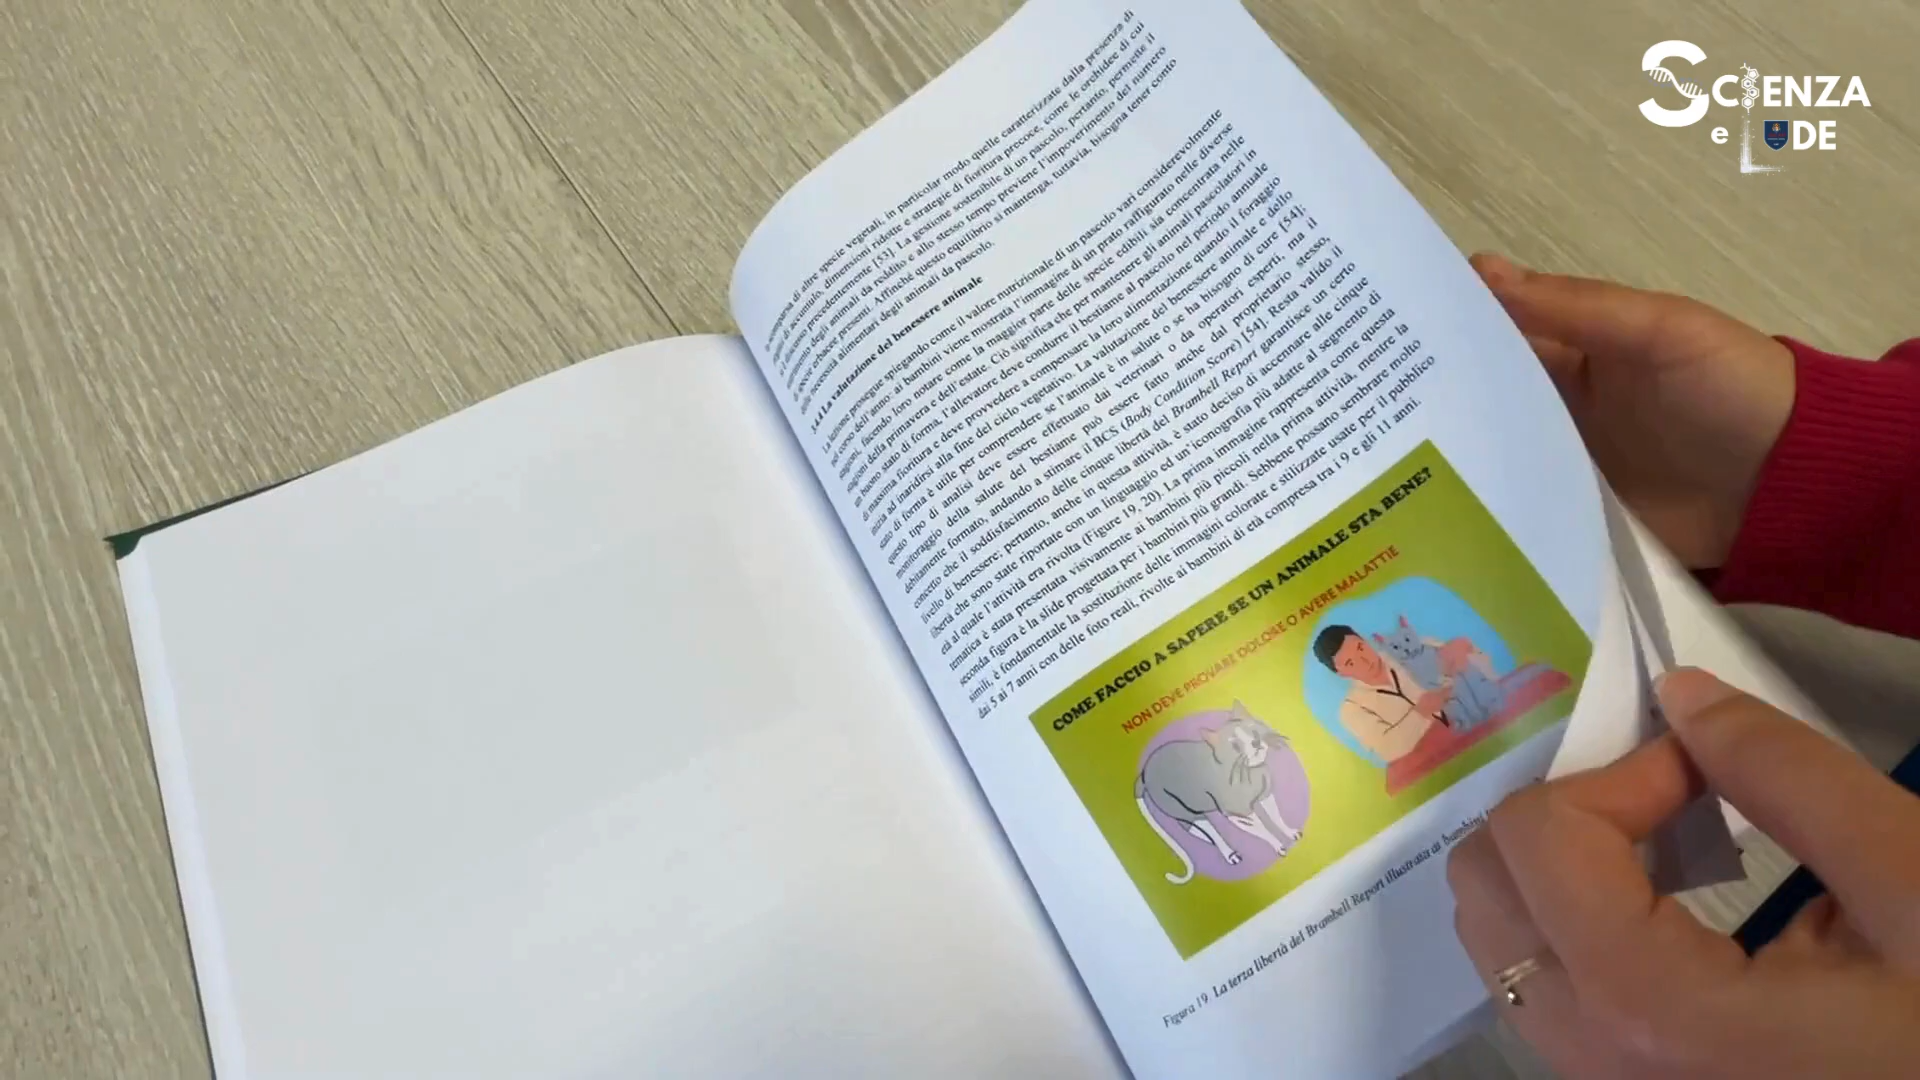 SCIENZA
e LODE
scomparsa di altre specie vegetali, in particolar modo quelle caratterizzate dalla presenza di
organi di accumulo, dimensioni ridotte e strategie di fioritura precoce, come le orchidee di cui
si è discusso precedentemente [53]. La gestione sostenibile di un pascolo, pertanto, permette il
degli animali da reddito e allo stesso tempo previene l'impoverimento del numero
di specie erbacee presenti. Affinché questo equilibrio si mantenga, tuttavia, bisogna tener conto
delle necessità alimentari degli animali da pascolo.
3.4 La valutazione del benessere animale
La lezione prosegue spiegando come il valore nutrizionale di un pascolo vari considerevolmente
nel corso dell'anno: ai bambini viene mostrata l'immagine di un prato raffigurato nelle diverse
stagioni, facendo loro notare come la maggior parte delle specie edibili sia concentrata nelle
stagioni della primavera e dell'estate. Ciò significa che per mantenere gli animali pascolatori in
un buono stato di forma, l'allevatore deve condurre il bestiame al pascolo nel periodo annuale
di massima fioritura e deve provvedere a compensare la loro alimentazione quando il foraggio
inizia ad inaridirsi alla fine del ciclo vegetativo. La valutazione del benessere animale e dello
stato di forma è utile per comprendere se l'animale è in salute o se ha bisogno di cure [54];
questo tipo di analisi deve essere effettuato dai veterinari o da operatori esperti, ma il
monitoraggio della salute del bestiame può essere fatto anche dal proprietario stesso,
debitamente formato, andando a stimare il BCS (Body Condition Score) [54]. Resta valido il
concetto che il soddisfacimento delle cinque libertà del Brambell Report garantisce un certo
livello di benessere; pertanto, anche in questa attività, è stato deciso di accennare alle cinque
libertà che sono state riportate con un linguaggio ed un'iconografia più adatte al segmento di
età al quale l'attività era rivolta (Figure 19, 20). La prima immagine rappresenta come questa
tematica è stata presentata visivamente ai bambini più piccoli nella prima attività, mentre la
seconda figura è la slide progettata per i bambini più grandi. Sebbene possano sembrare molto
simili, è fondamentale la sostituzione delle immagini colorate e stilizzate usate per il pubblico
dai 5 ai 7 anni con delle foto reali, rivolte ai bambini di età compresa tra i 9 e gli 11 anni.
COME FACCIO A SAPERE SE UN ANIMALE STA BENE?
NON DEVE PROVARE DOLORE O AVERE MALATTIE
Figura 19 La terza libertà del Brambell Report illustrata ai bambini